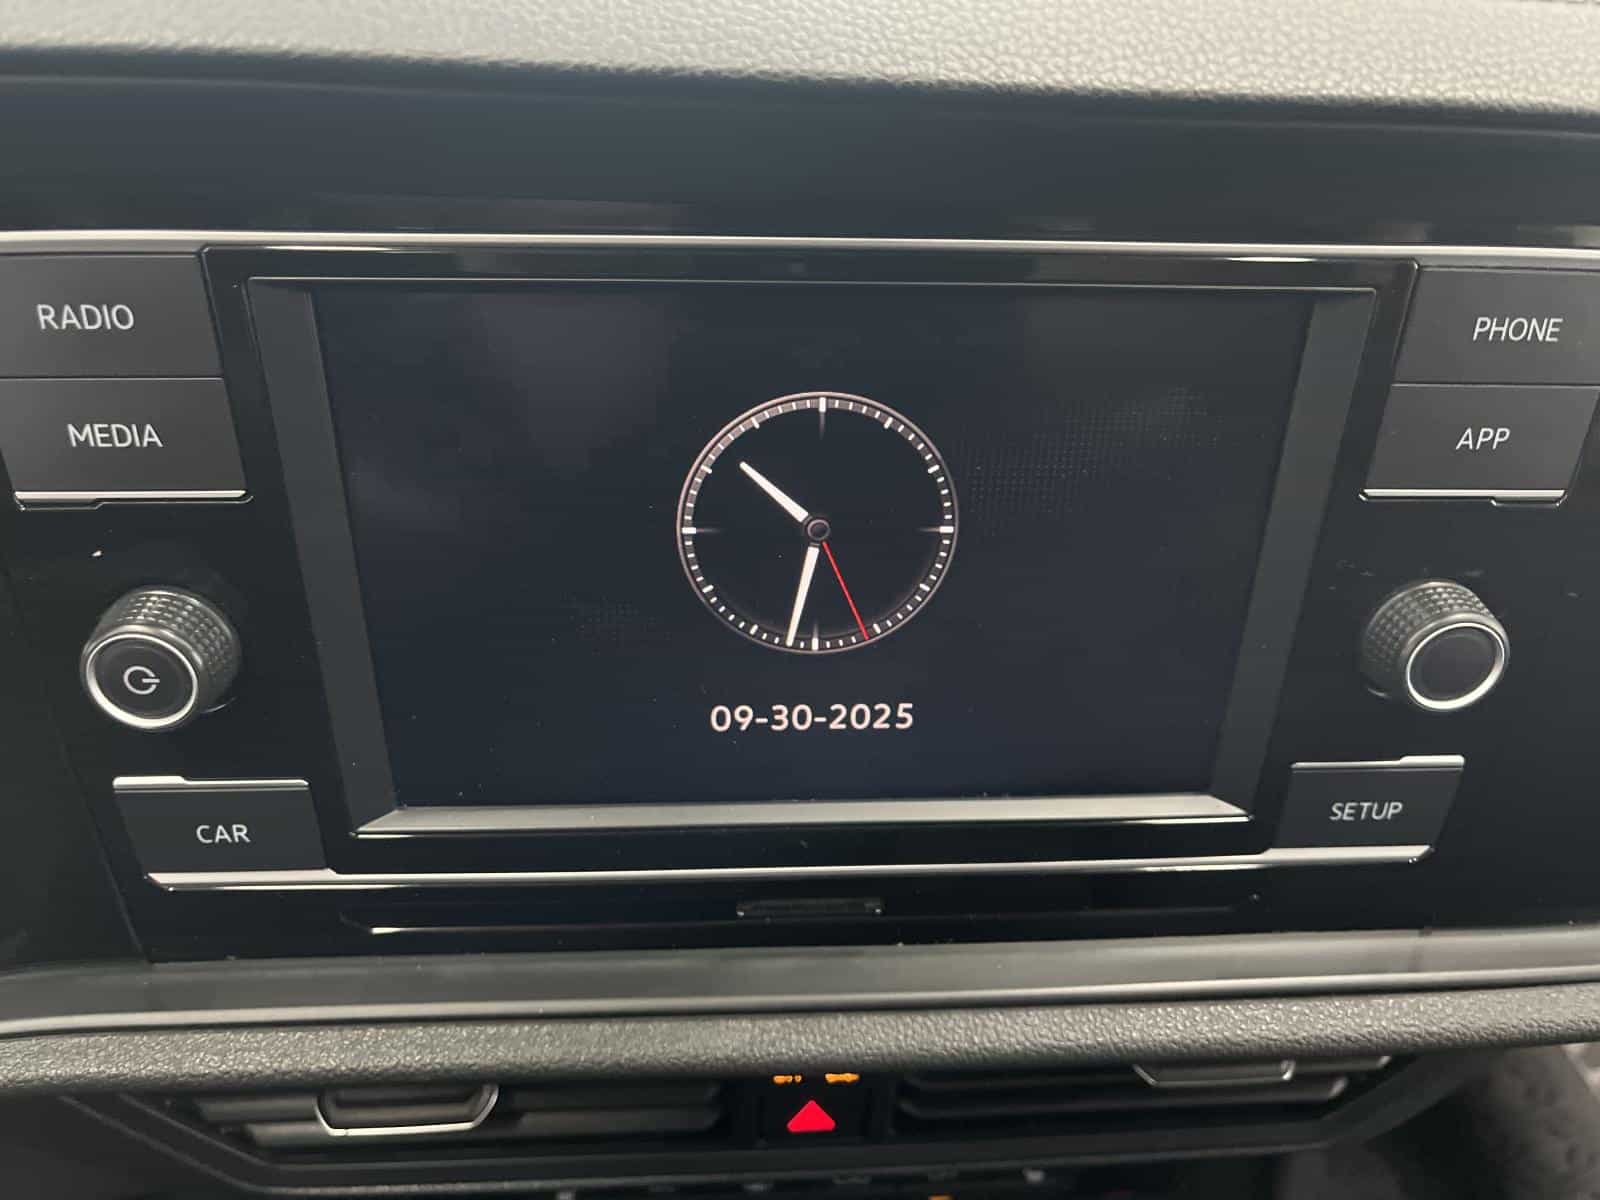 RADIO
PHONE
MEDIA
APP
09-30-2025
CAR
SETUP